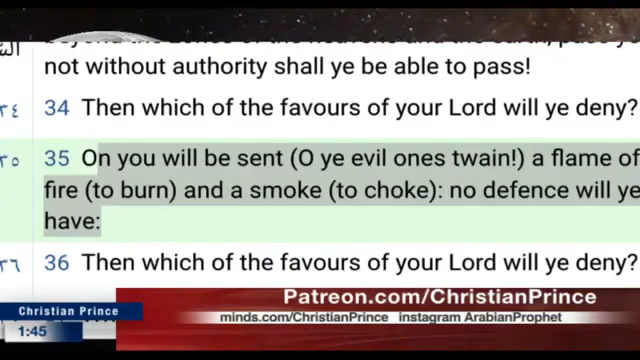 not without authority shall ye be able to pass!
٣٤ 34 Then which of the favours of your Lord will ye deny?
٣٥ 35 On you will be sent (O ye evil ones twain!) a flame of
fire (to burn) and a smoke (to choke): no defence will ye
have:
٣٦ 36 Then which of the favours of your Lord will ye deny?
Patreon.com/ChristianPrince
Christian Prince
minds.com/ChristianPrince instagram ArabianProphet
1:45